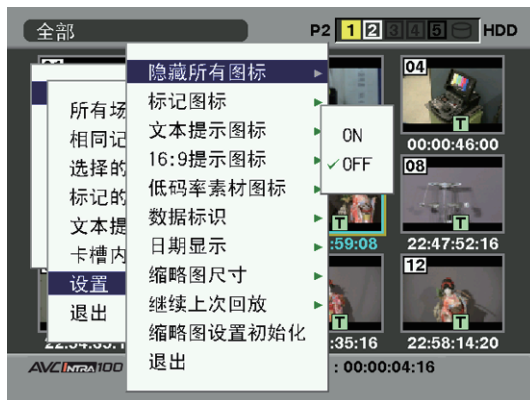 全部
P2 1 2 3 4 5 HDD
04
00:00:46:00
08
:59:08
22:47:52:16
12
:35:16
22:58:14:20
所有场
相同记
选择的
标记的
文本提
卡槽内
设置
退出
隐藏所有图标
标记图标
文本提示图标
16:9提示图标
低码率素材图标
数据标识
日期显示
缩略图尺寸
继续上次回放
缩略图设置初始化
退出
ON
✓OFF
T
T
T
T
T
AVC INTRA 100
: 00:00:04:16